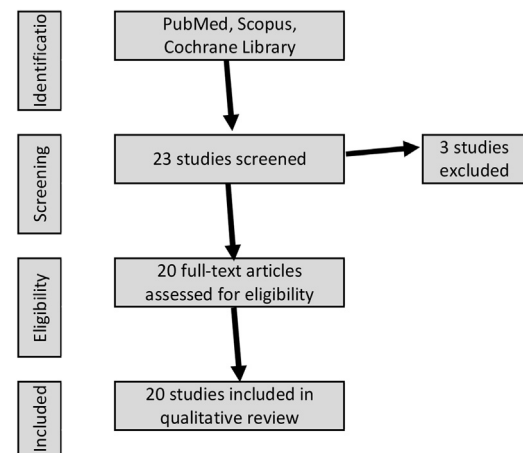 Identificatio
PubMed, Scopus,
Cochrane Library
Screening
23 studies screened
3 studies
excluded
Eligibility
20 full-text articles
assessed for eligibility
Included
20 studies included in
qualitative review